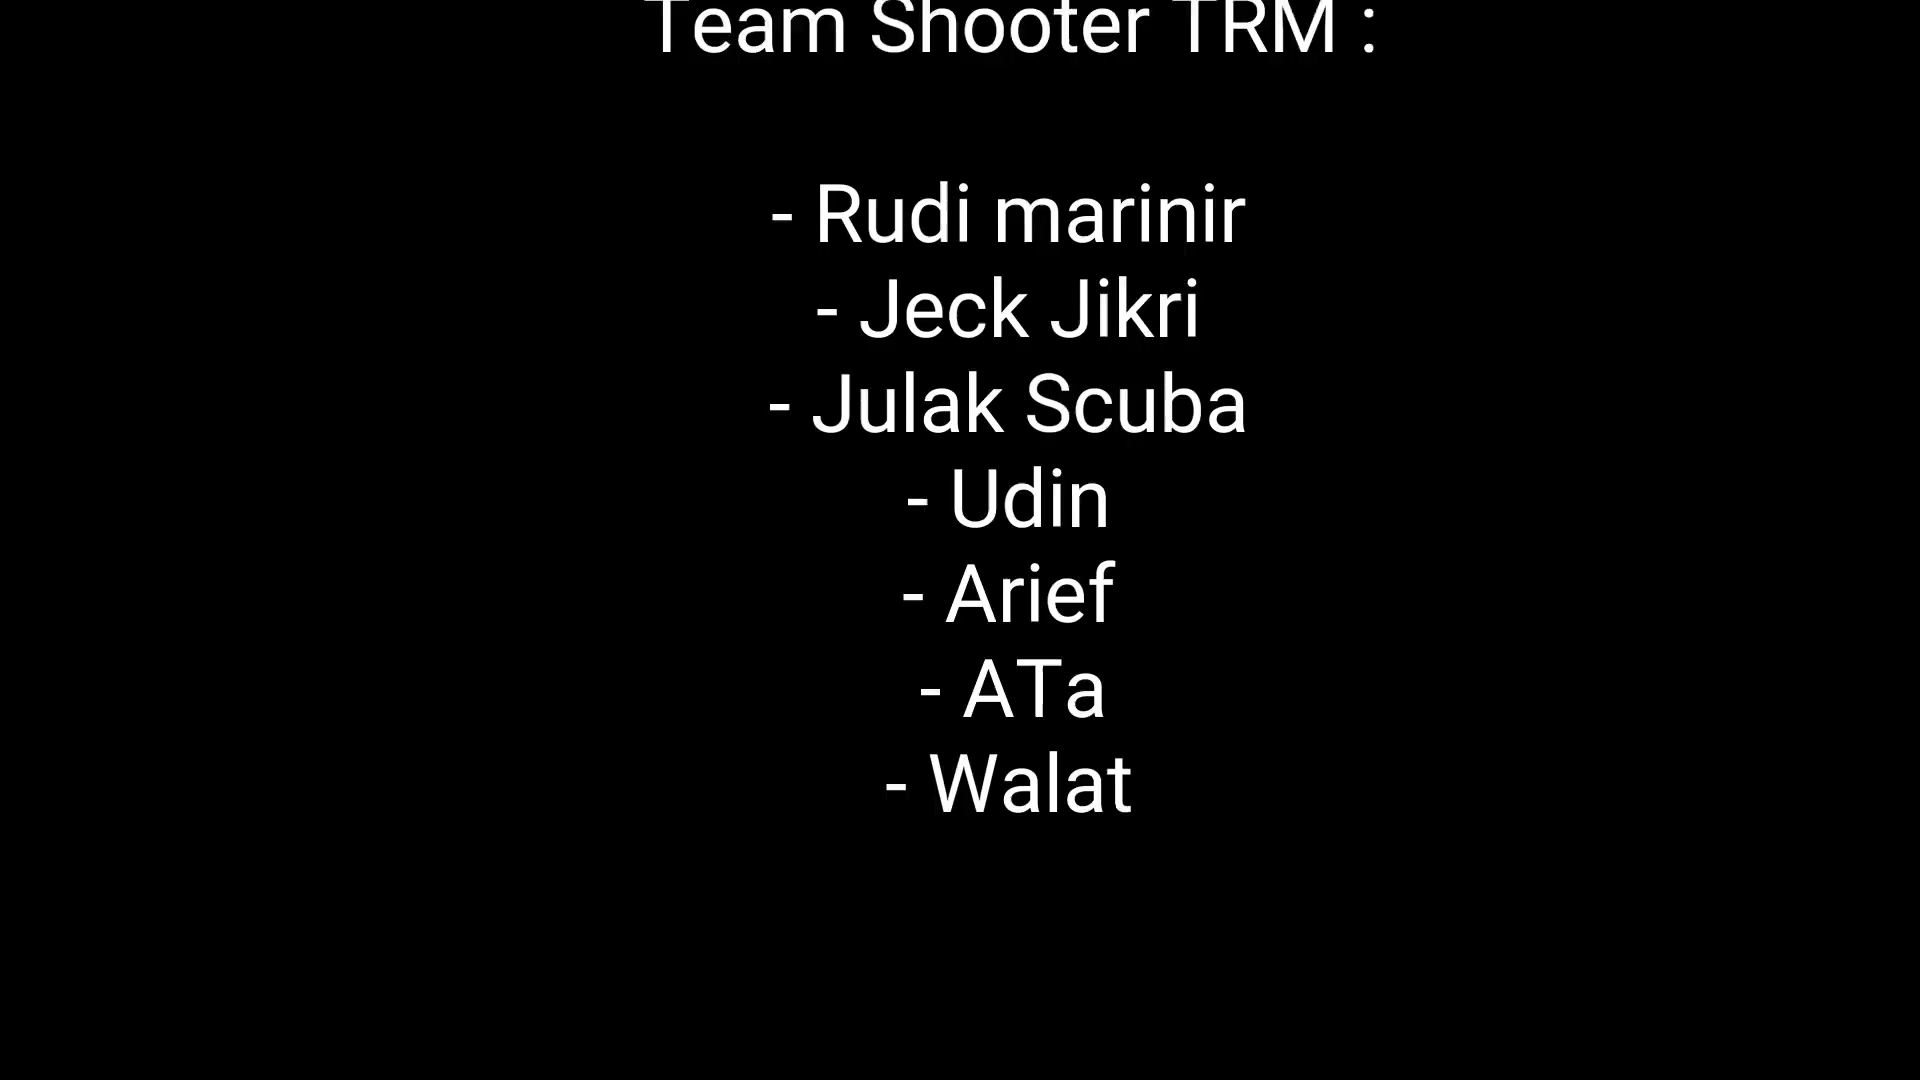 Team Shooter TRM :
- Rudi marinir
- Jeck Jikri
- Julak Scuba
- Udin
- Arief
- ATa
- Walat